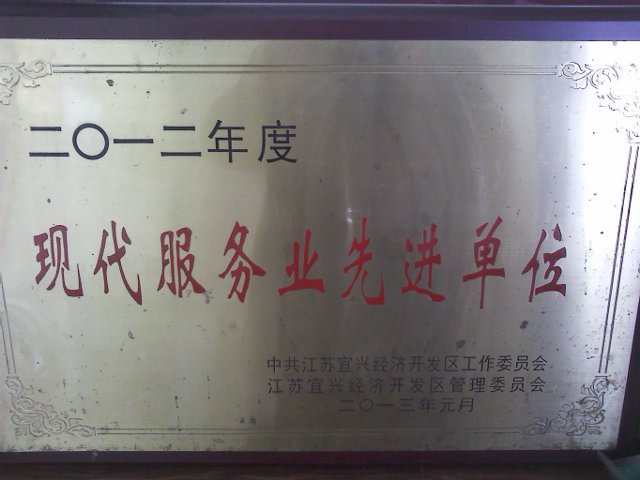 二〇一二年度
现代服务业先进单位
中共江苏宜兴经济开发区工作委员会
江苏宜兴经济开发区管理委员会
二〇一三年元月